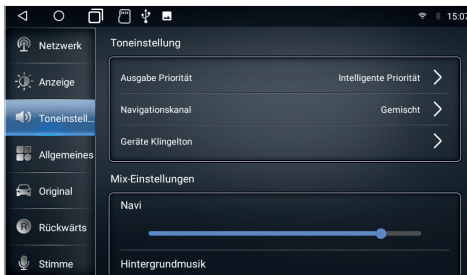 15:07
Netzwerk
Anzeige
Toneinstell...
Allgemeines
Original
R Rückwärts
Stimme
Toneinstellung
Ausgabe Priorität Intelligente Priorität
Navigationskanal Gemischt
Geräte Klingelton
Mix-Einstellungen
Navi
Hintergrundmusik